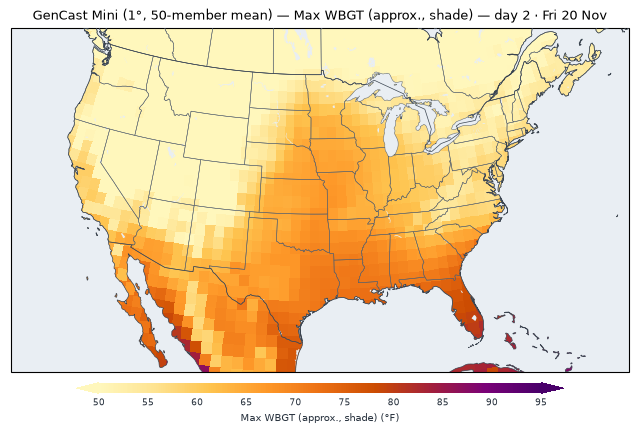 GenCast Mini (1°, 50-member mean) — Max WBGT (approx., shade) — day 2 · Fri 20 Nov
50 55 60 65 70 75 80 85 90 95
Max WBGT (approx., shade) (°F)